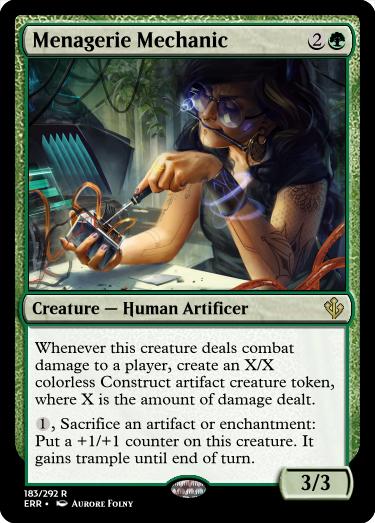 Menagerie Mechanic 2
Creature — Human Artificer
Whenever this creature deals combat
damage to a player, create an X/X
colorless Construct artifact creature token,
where X is the amount of damage dealt.
1, Sacrifice an artifact or enchantment:
Put a +1/+1 counter on this creature. It
gains trample until end of turn.
3/3
183/292 R
ERR • Aurore Folny